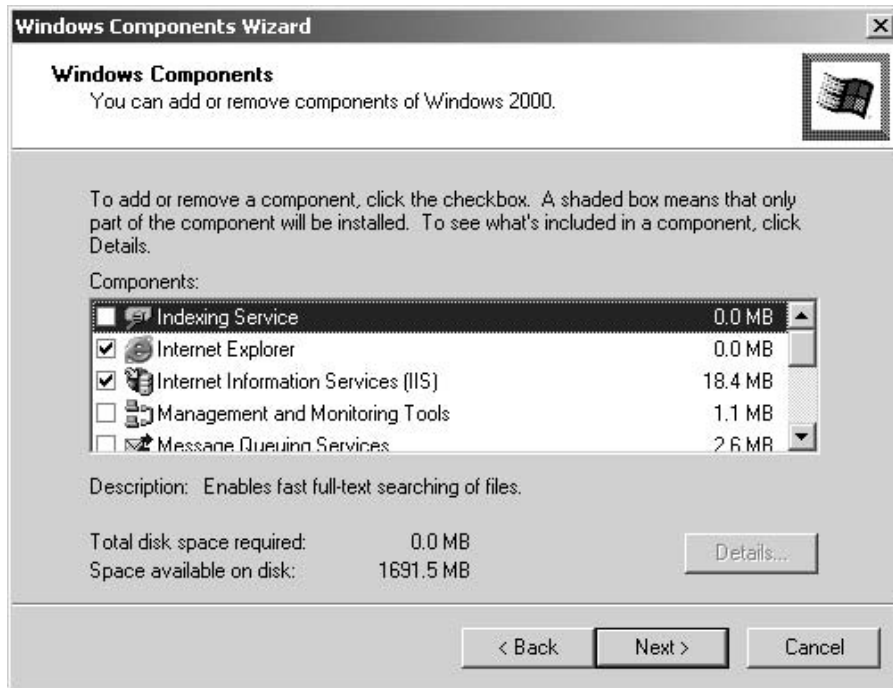 Windows Components Wizard
Windows Components
You can add or remove components of Windows 2000.
To add or remove a component, click the checkbox. A shaded box means that only
part of the component will be installed. To see what's included in a component, click
Details.
Components:
Indexing Service 0.0 MB
Internet Explorer 0.0 MB
Internet Information Services (IIS) 18.4 MB
Management and Monitoring Tools 1.1 MB
Message Queuing Services 2.6 MB
Description: Enables fast full-text searching of files.
Total disk space required: 0.0 MB
Space available on disk: 1691.5 MB
Details...
< Back Next > Cancel